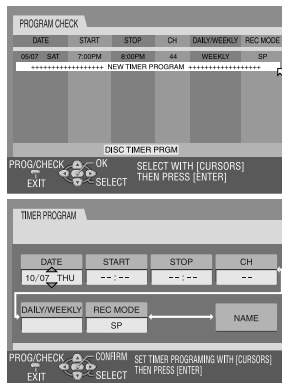 PROGRAM CHECK
DATE START STOP CH DAILY/WEEKLY REC MODE
05/07 SAT 7:00PM 8:00PM 44 WEEKLY SP
++++++++++++++++++ NEW TIMER PROGRAM ++++++++++++++++++
DISC TIMER PRGM
PROG/CHECK OK SELECT WITH [CURSORS]
EXIT SELECT THEN PRESS [ENTER]
TIMER PROGRAM
DATE START STOP CH
10/07 THU --:-- --:-- --
DAILY/WEEKLY REC MODE NAME
SP
PROG/CHECK CONFIRM SET TIMER PROGRAMING WITH [CURSORS]
EXIT SELECT THEN PRESS [ENTER]